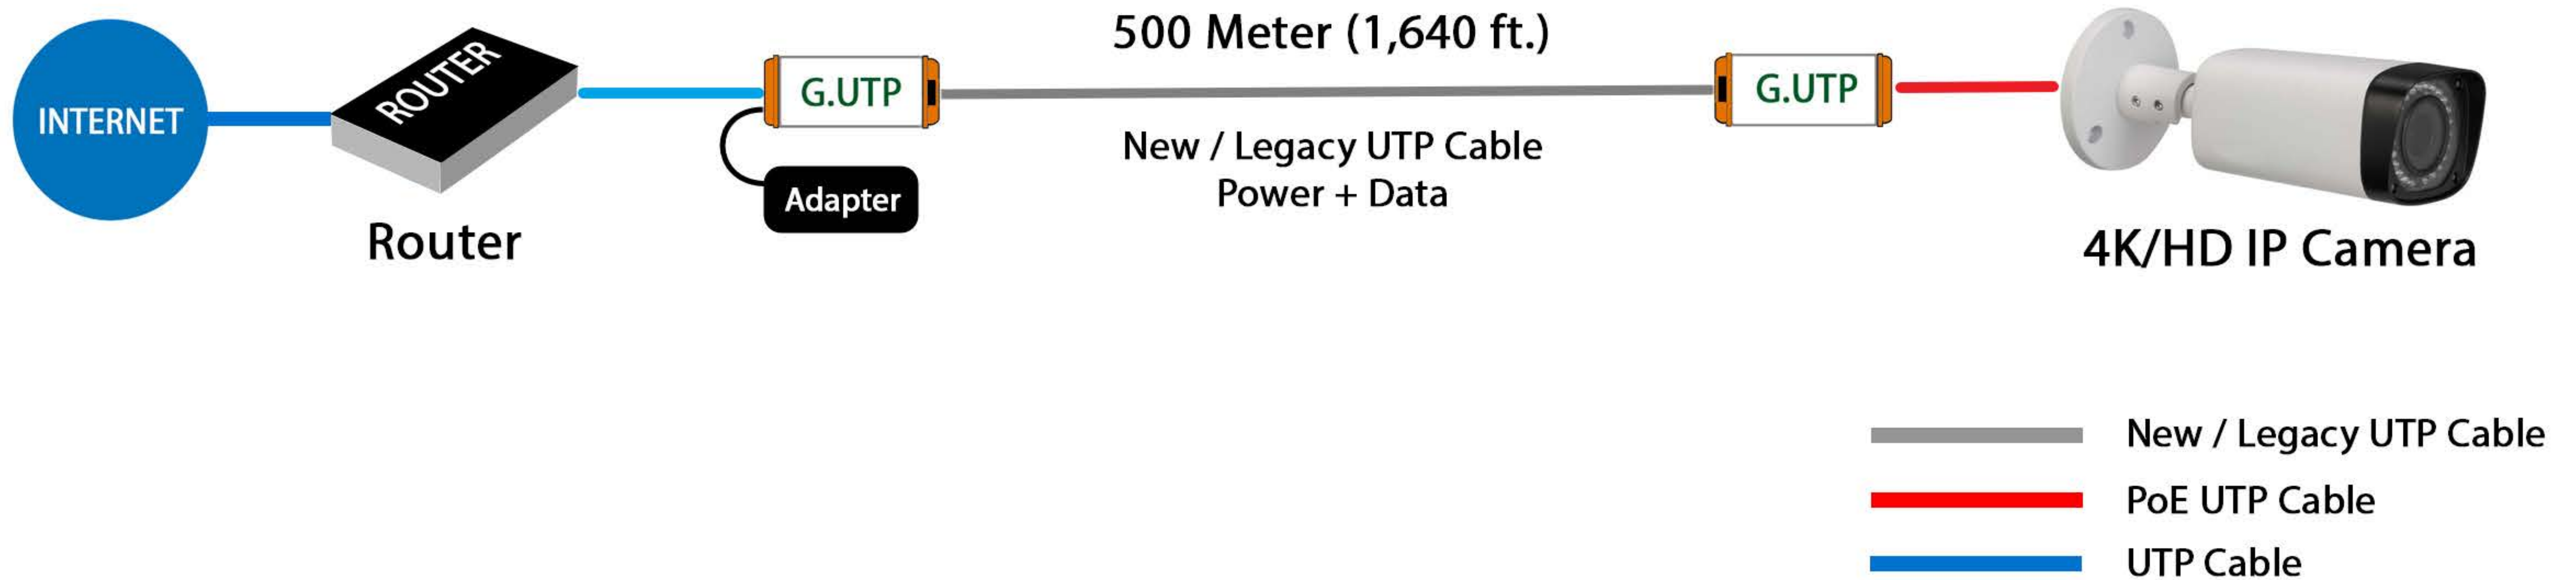 INTERNET
ROUTER
Router
G.UTP
Adapter
500 Meter (1,640 ft.)
New / Legacy UTP Cable
Power + Data
G.UTP
4K/HD IP Camera
New / Legacy UTP Cable
PoE UTP Cable
UTP Cable